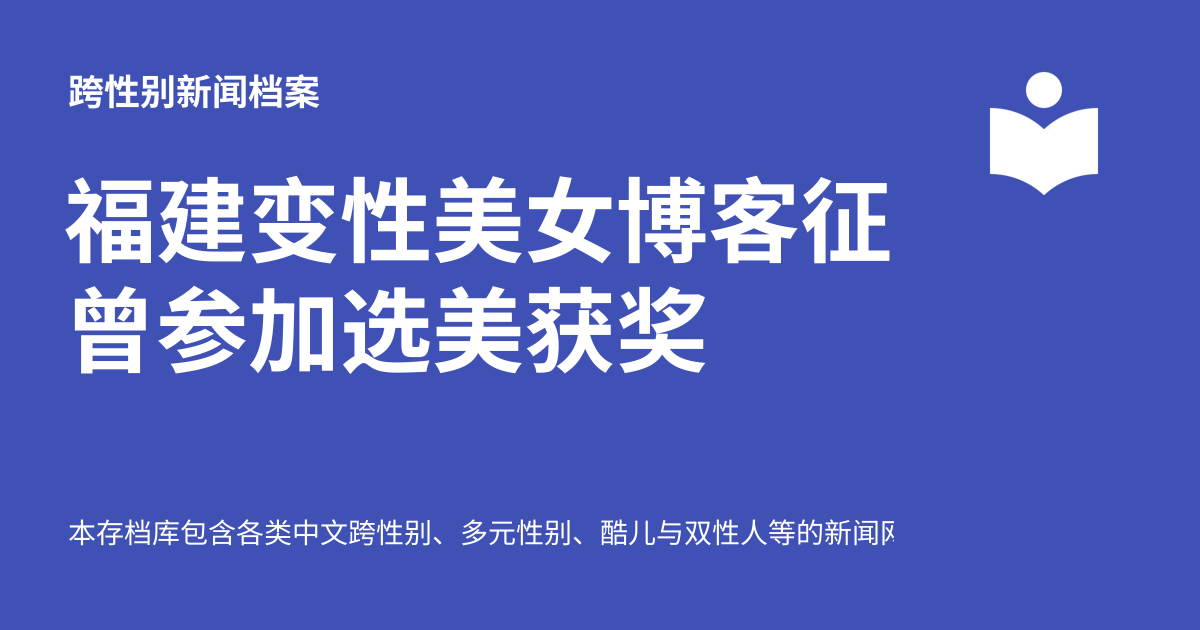 跨性别新闻档案
福建变性美女博客征
曾参加选美获奖
本存档库包含各类中文跨性别、多元性别、酷儿与双性人等的新闻